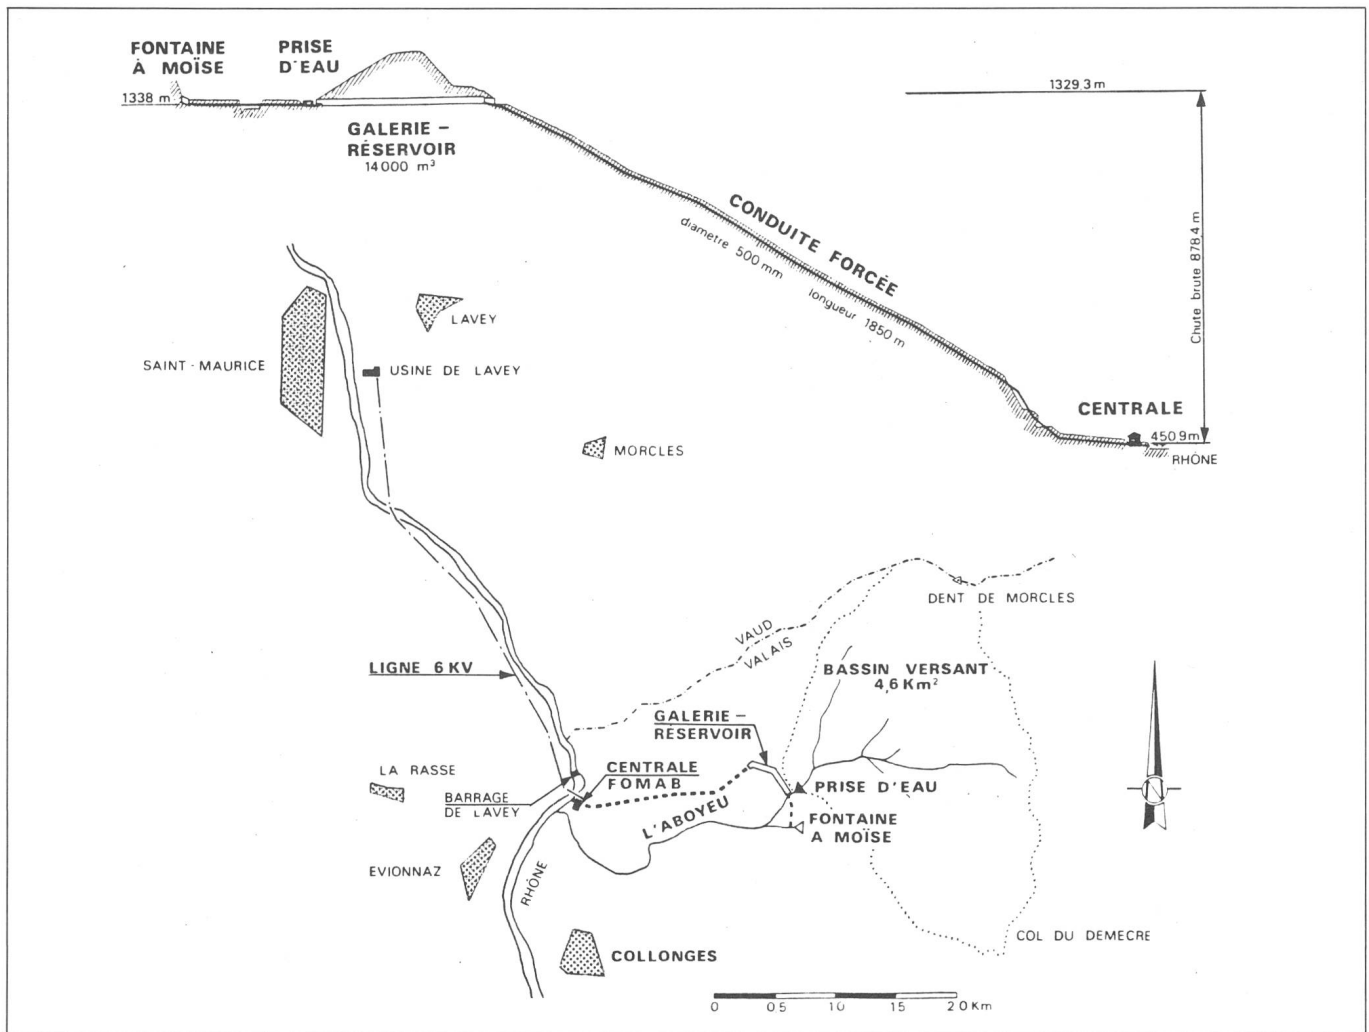 FONTAINE
À MOÏSE
PRISE
D'EAU
1338 m
1329.3 m
GALERIE –
RÉSERVOIR
14000 m³
CONDUITE FORCÉE
diametre 500 mm
longueur 1850 m
Chute brute 878,4 m
CENTRALE
450 9 m
RHÔNE
LAVEY
SAINT - MAURICE
USINE DE LAVEY
MORCLES
DENT DE MORCLES
VAUD
VALAIS
LIGNE 6 KV
BASSIN VERSANT
4,6 Km²
GALERIE –
RÉSERVOIR
LA RASSE
CENTRALE
FOMAB
BARRAGE
DE LAVEY
PRISE D'EAU
L'ABOYEU
FONTAINE
A MOÏSE
EVIONNAZ
RHÔNE
COL DU DEMECRE
COLLONGES
N
0 0 5 1 0 1 5 2 0 Km